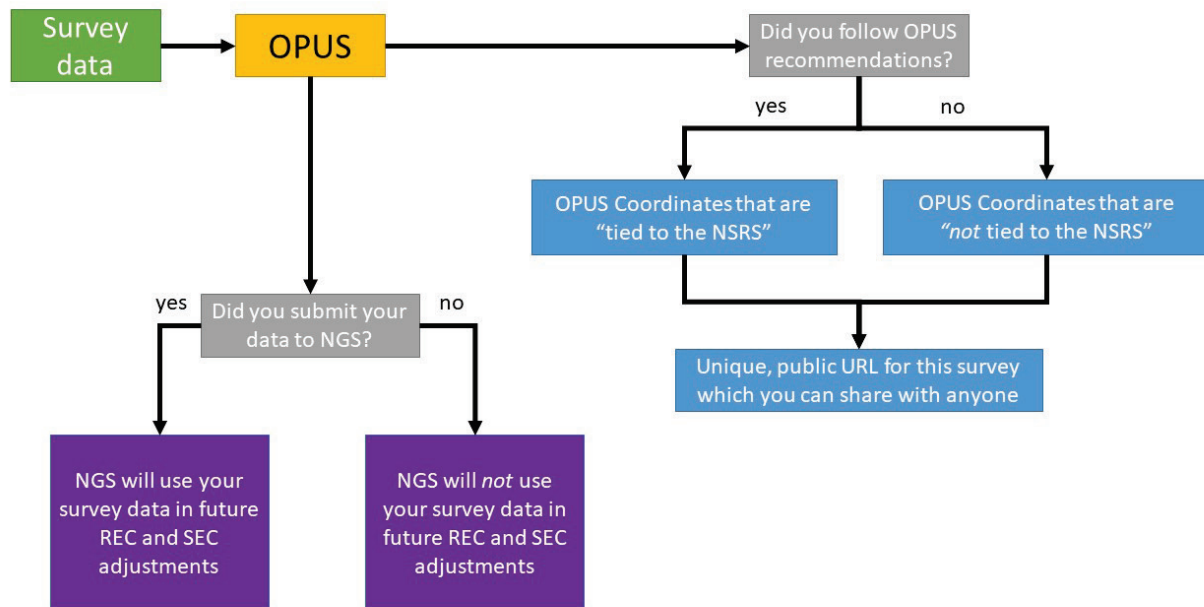 Survey
data
OPUS
Did you follow OPUS
recommendations?
yes
no
OPUS Coordinates that are
“tied to the NSRS”
OPUS Coordinates that are
“not tied to the NSRS”
Unique, public URL for this survey
which you can share with anyone
yes
Did you submit your
data to NGS?
no
NGS will use your
survey data in future
REC and SEC
adjustments
NGS will not use
your survey data in
future REC and SEC
adjustments